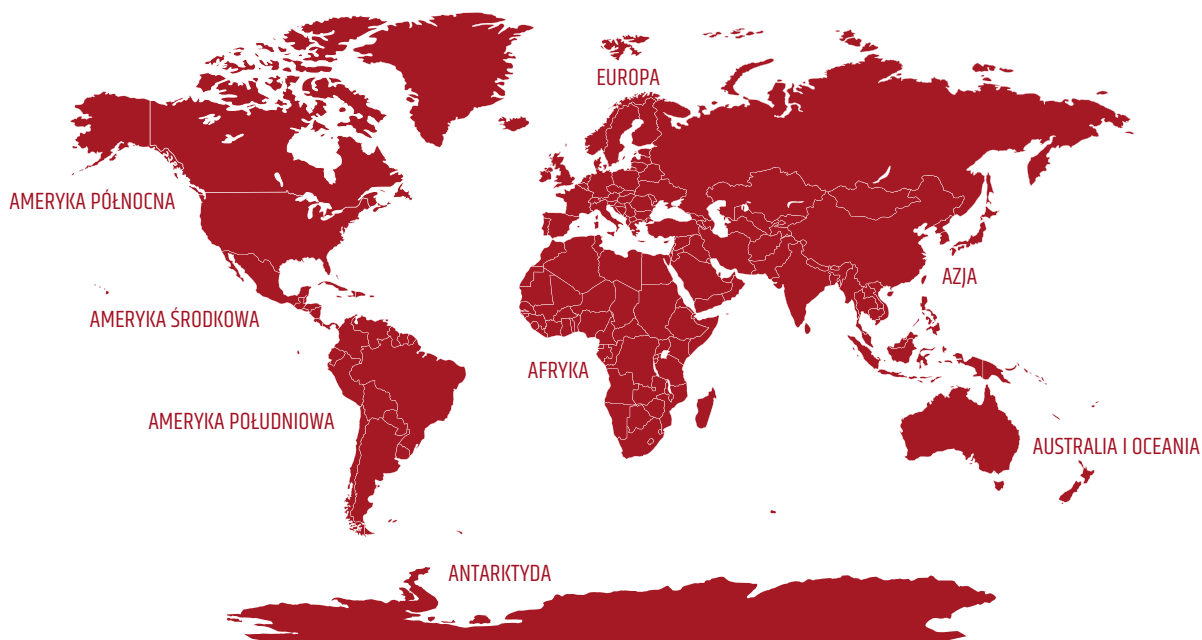 EUROPA
AMERYKA PÓŁNOCNA
AZJA
AMERYKA ŚRODKOWA
AFRYKA
AMERYKA POŁUDNIOWA
AUSTRALIA I OCEANIA
ANTARKTYDA